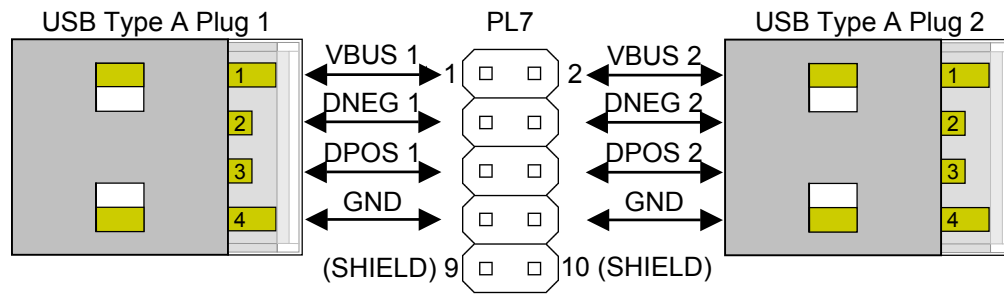 USB Type A Plug 1 PL7 USB Type A Plug 2
1 VBUS 1 1 2 VBUS 2 1
2 DNEG 1 DNEG 2 2
3 DPOS 1 DPOS 2 3
4 GND GND 4
(SHIELD) 9 10 (SHIELD)